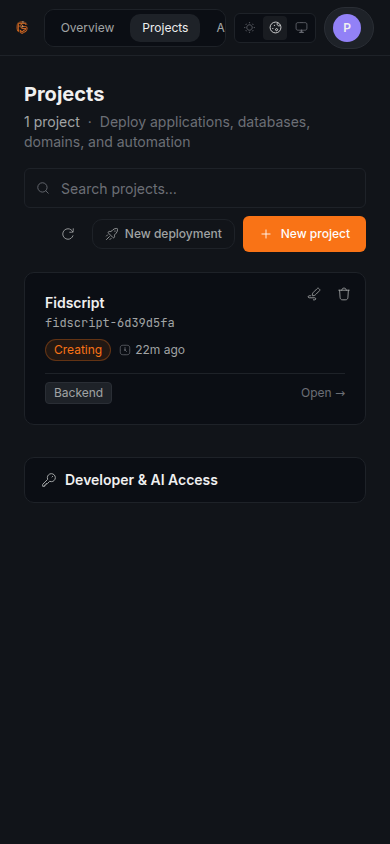 Overview Projects A P
Projects
1 project · Deploy applications, databases,
domains, and automation
Search projects...
New deployment + New project
Fidscript
fidscript-6d39d5fa
Creating 22m ago
Backend Open →
Developer & AI Access